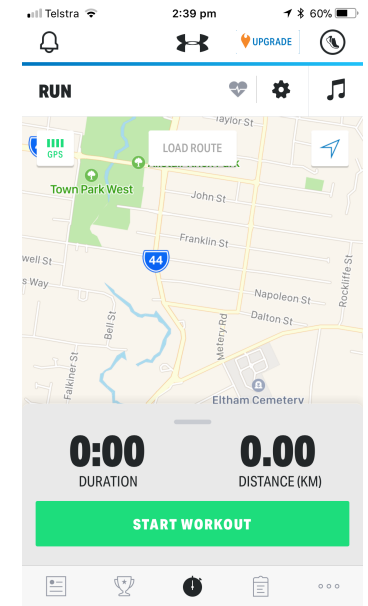 Telstra 2:39 pm 60%
UPGRADE
RUN
Taylor St
GPS
LOAD ROUTE
Town Park West
John St
Franklin St
44
well St
s Way
Napoleon St
Rockliffe St
Dalton St
Bell St
Metery Rd
Falkiner St
Eltham Cemetery
0:00 0.00
DURATION DISTANCE (KM)
START WORKOUT